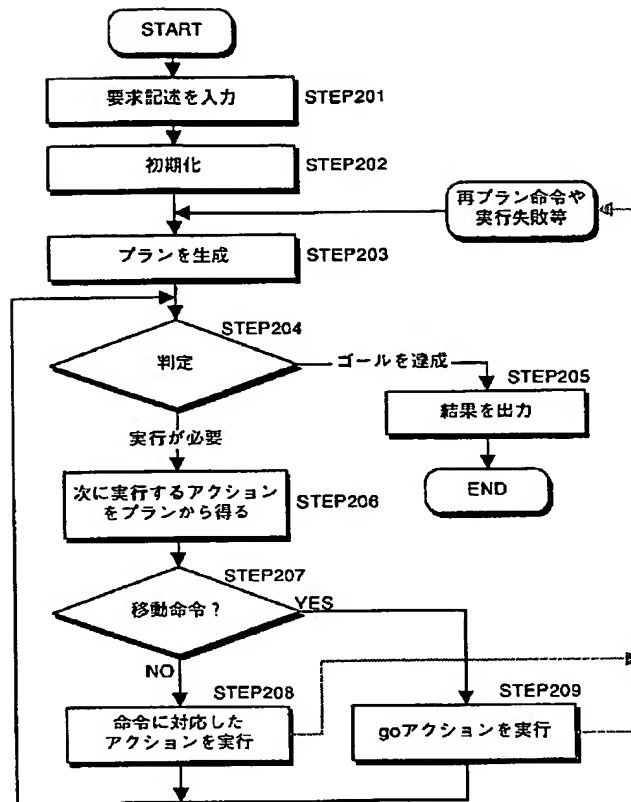 START
要求記述を入力
STEP201
初期化
STEP202
再プラン命令や
実行失敗等
プランを生成
STEP203
STEP204
判定
ゴールを達成
STEP205
結果を出力
実行が必要
END
次に実行するアクション
をプランから得る
STEP206
STEP207
移動命令？
YES
NO
STEP208
命令に対応した
アクションを実行
STEP209
goアクションを実行